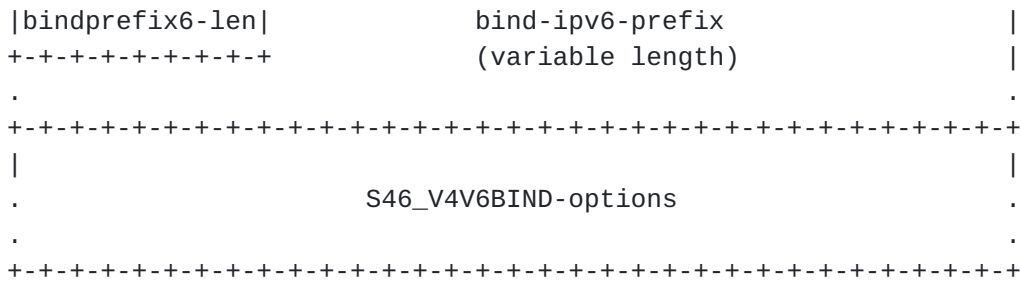 |bindprefix6-len|             bind-ipv6-prefix                  |
+-+-+-+-+-+-+-+-+             (variable length)                 |
.                                                               .
+-+-+-+-+-+-+-+-+-+-+-+-+-+-+-+-+-+-+-+-+-+-+-+-+-+-+-+-+-+-+-+-+
|                                                               |
.                      S46_V4V6BIND-options                     .
.                                                               .
+-+-+-+-+-+-+-+-+-+-+-+-+-+-+-+-+-+-+-+-+-+-+-+-+-+-+-+-+-+-+-+-+